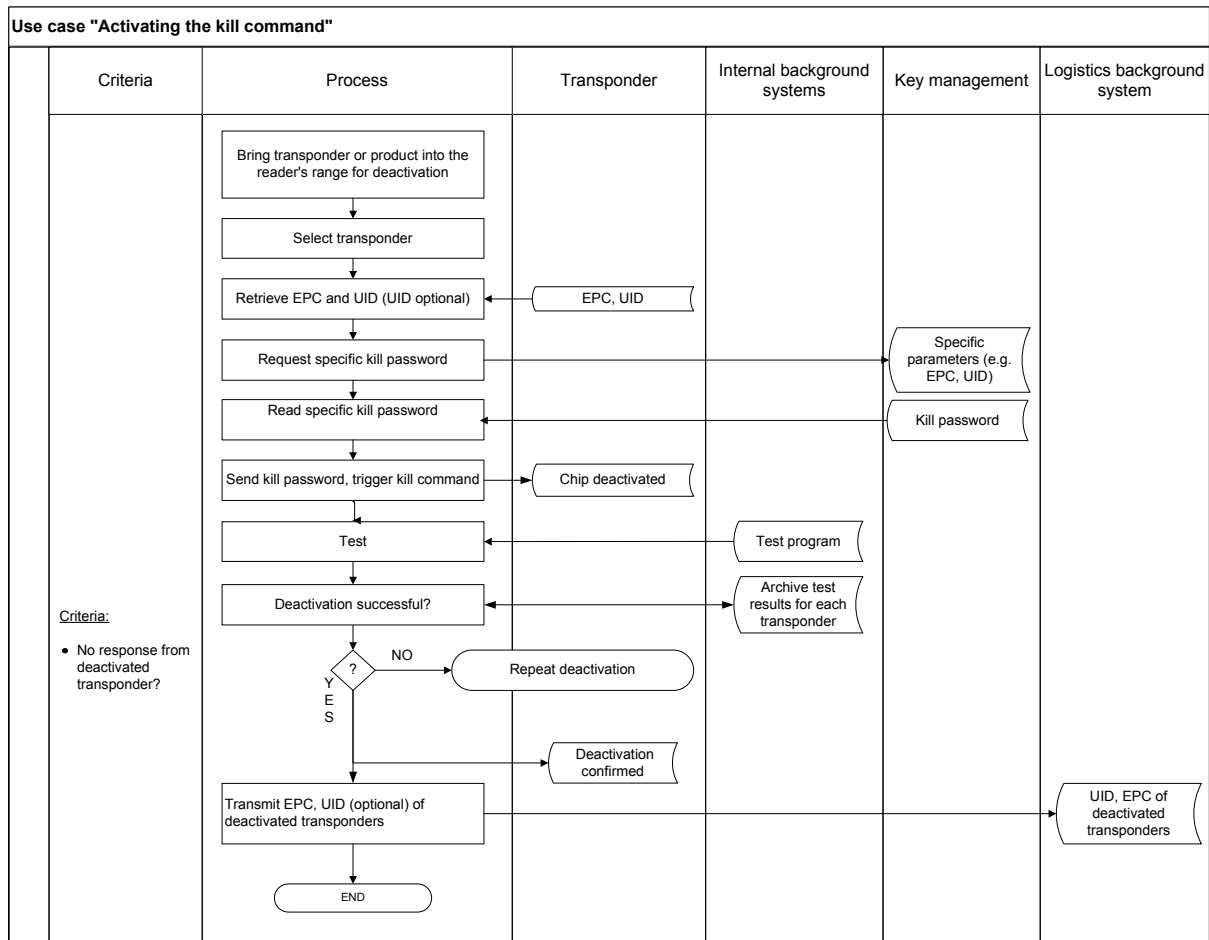 Use case "Activating the kill command"
Criteria
Process
Transponder
Internal background
systems
Key management
Logistics background
system
Bring transponder or product into the
reader's range for deactivation
Select transponder
Retrieve EPC and UID (UID optional)
EPC, UID
Request specific kill password
Specific
parameters (e.g.
EPC, UID)
Read specific kill password
Kill password
Send kill password, trigger kill command
Chip deactivated
Test
Test program
Deactivation successful?
Archive test
results for each
transponder
Criteria:
• No response from
deactivated
transponder?
?
NO
Repeat deactivation
Y
E
S
Deactivation
confirmed
Transmit EPC, UID (optional) of
deactivated transponders
UID, EPC of
deactivated
transponders
END